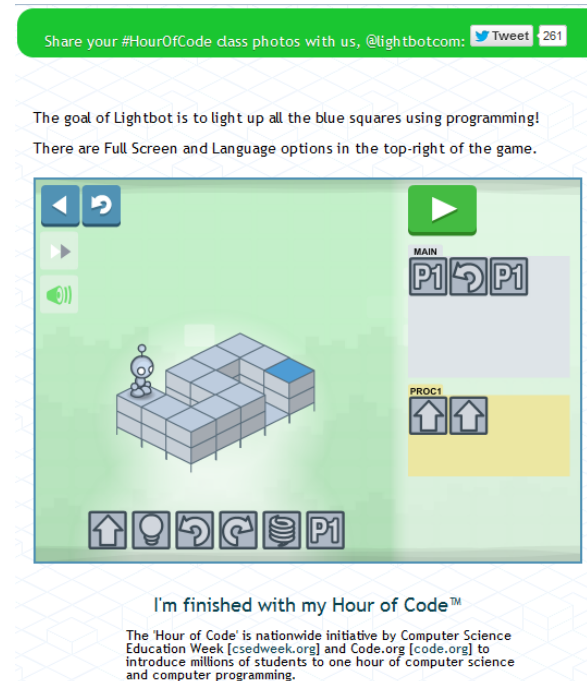 Share your #HourOfCode class photos with us, @lightbotcom: Tweet 261
The goal of Lightbot is to light up all the blue squares using programming!
There are Full Screen and Language options in the top-right of the game.
MAIN
P1 P1
PROC1
P1
I'm finished with my Hour of Code™
The 'Hour of Code' is nationwide initiative by Computer Science
Education Week [csedweek.org] and Code.org [code.org] to
introduce millions of students to one hour of computer science
and computer programming.